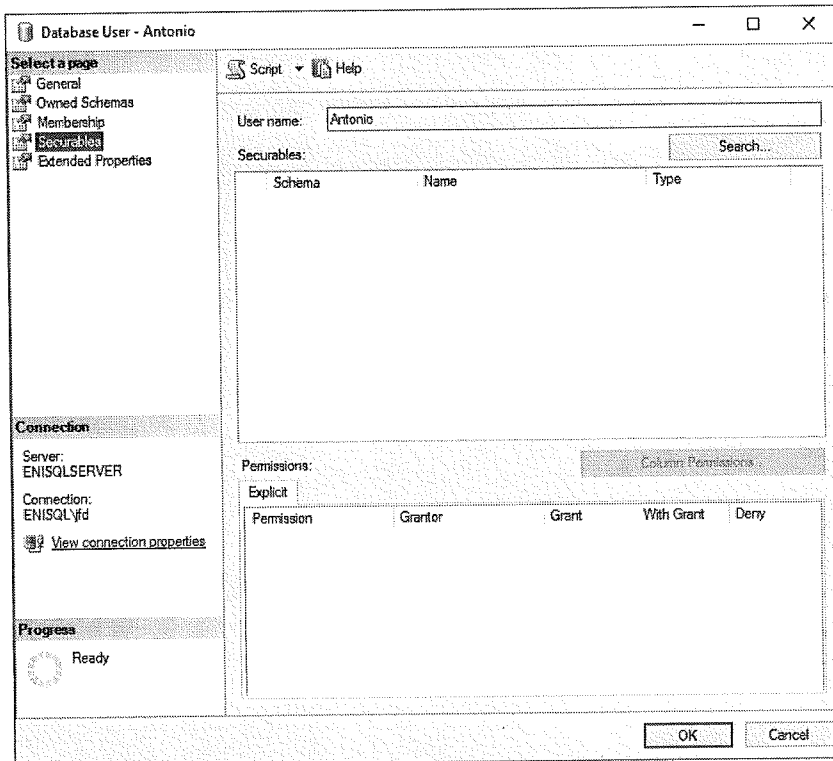 Database User - Antonio
Select a page
General
Owned Schemas
Membership
Securables
Extended Properties
Script Help
User name: Antonio
Securables: Search...
Schema Name Type
Connection
Server:
ENISQLSERVER
Connection:
ENISQL\jfd
View connection properties
Progress
Ready
Permissions: Column Permissions...
Explicit
Permission Grantor Grant With Grant Deny
OK Cancel